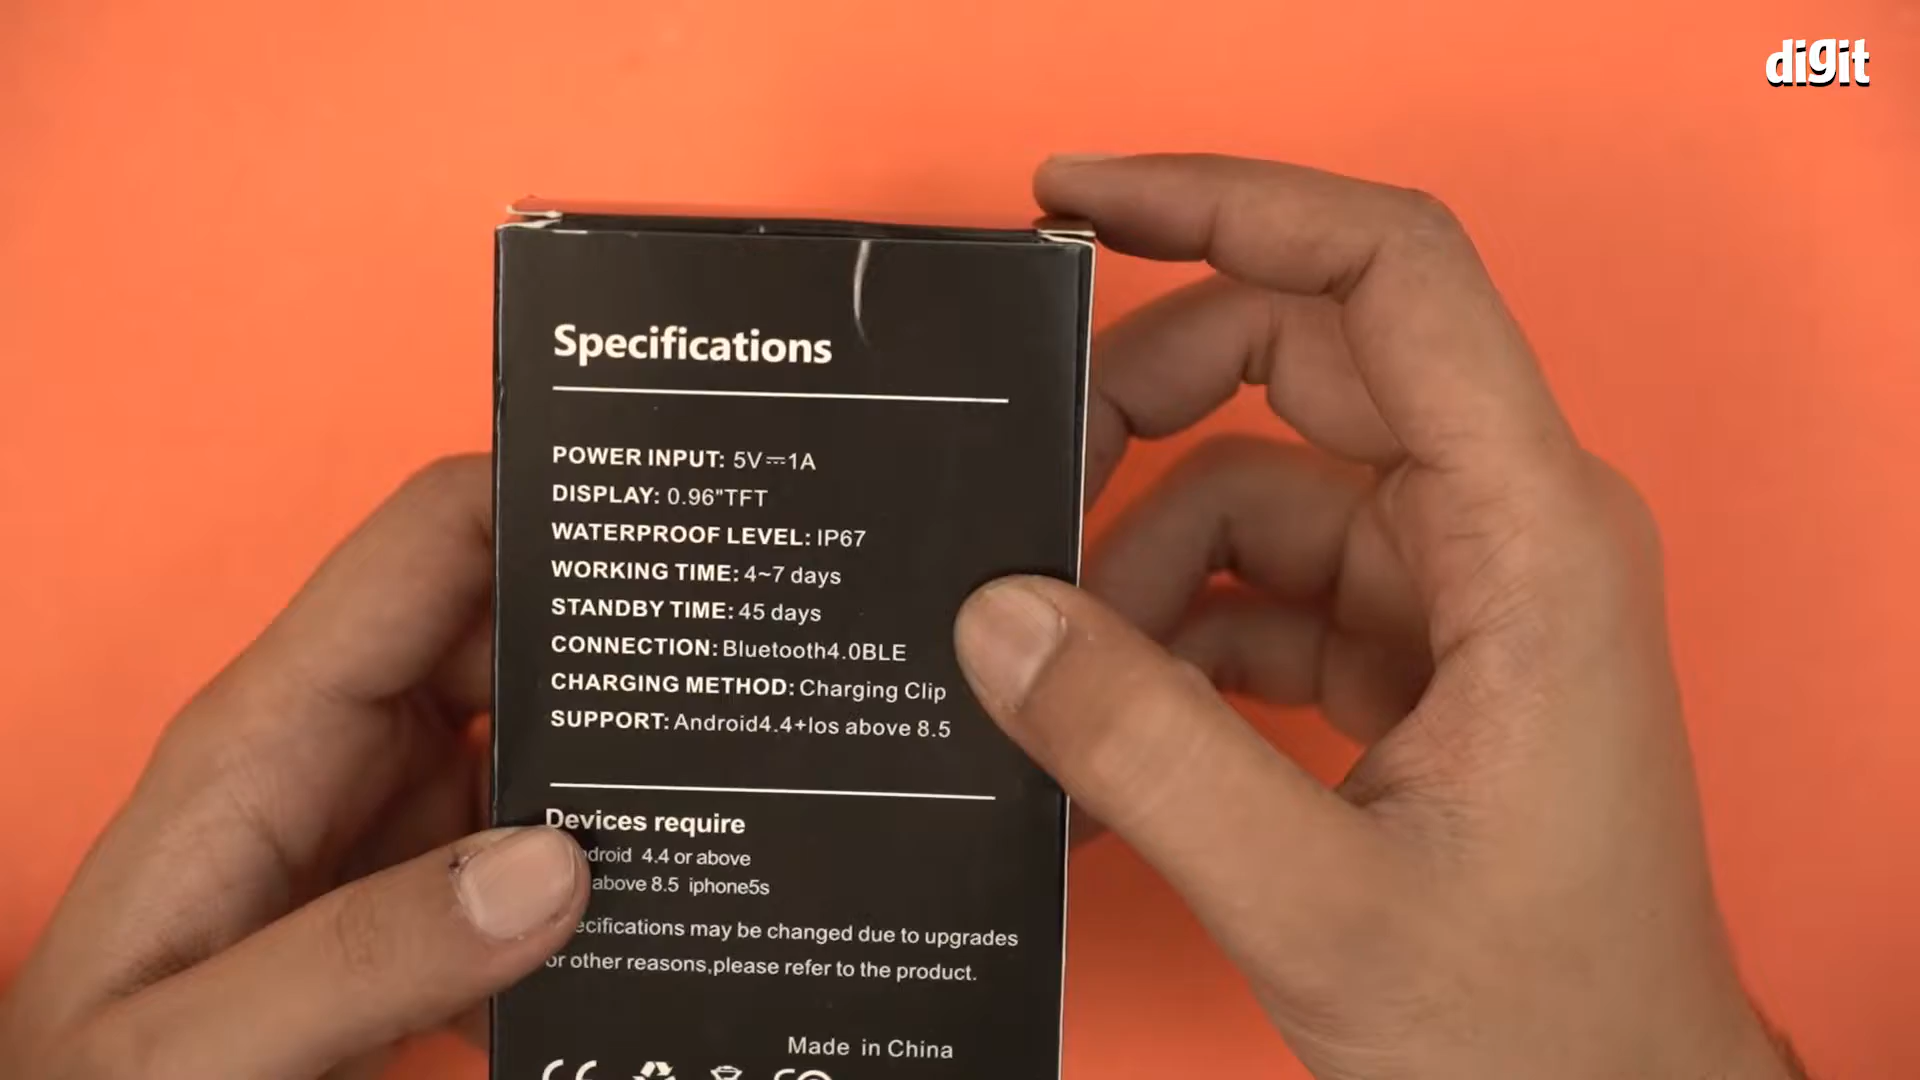 digit
Specifications
POWER INPUT: 5V⎓1A
DISPLAY: 0.96"TFT
WATERPROOF LEVEL: IP67
WORKING TIME: 4~7 days
STANDBY TIME: 45 days
CONNECTION: Bluetooth4.0BLE
CHARGING METHOD: Charging Clip
SUPPORT: Android4.4+Ios above 8.5
Devices require
4.4 or above
above 8.5 iphone5s
may be changed due to upgrades
or other reasons,please refer to the product.
Made in China
CE